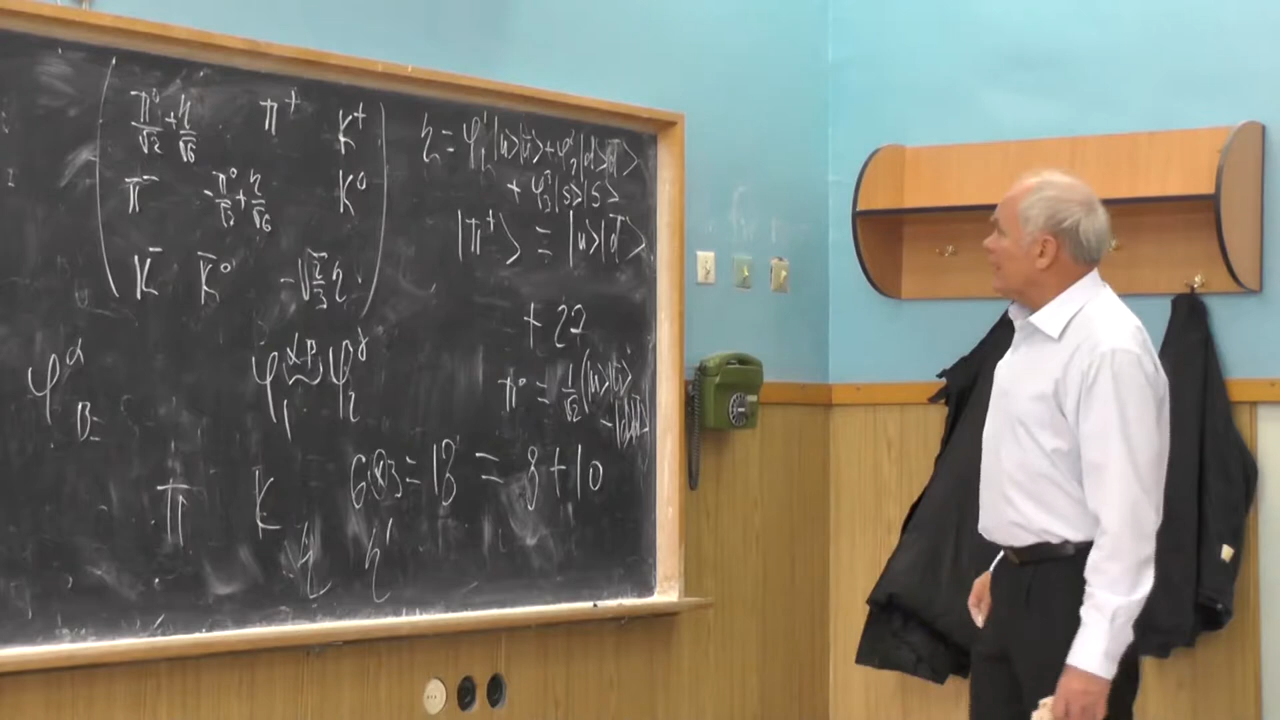 π⁰/√2 + η/√6 π⁺ K⁺
π⁻ -π⁰/√2 + η/√6 K⁰
K⁻ K̄⁰ -√(2/3) η
η = φ¹₁|u>|ū> + φ²₂|d>|d̄>
+ φ³₃|s>|s̄>
|π⁺> ≡ |u>|d̄>
+ 27
π⁰ = 1/√2 (|u>|ū>
- |d>|d̄>)
φ^α_β
φ₁^αβ φ₂^γ
6⊗3 = 18 = 8 + 10
π K
η η'